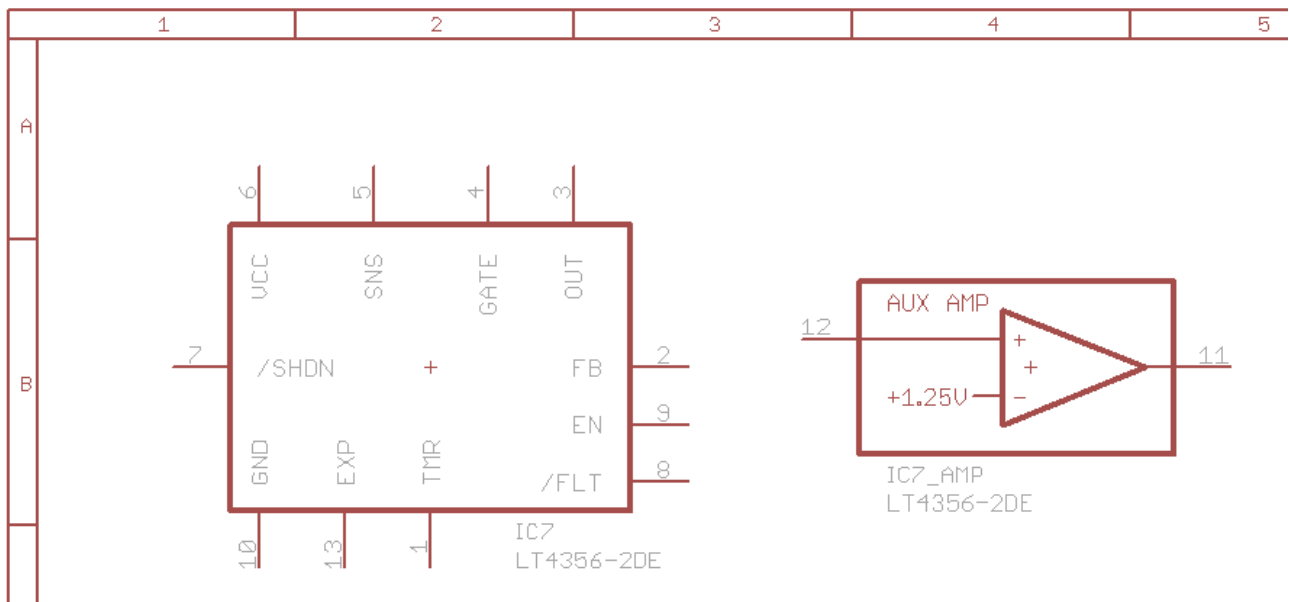 1 2 3 4 5
A
6 5 4 3
VCC SNS GATE OUT
AUX AMP
12
+
7
/SHDN
+
FB
2
+
11
B
+1.25V
-
EN
9
GND EXP TMR
/FLT
8
IC7_AMP
LT4356-2DE
10 13 1
IC7
LT4356-2DE